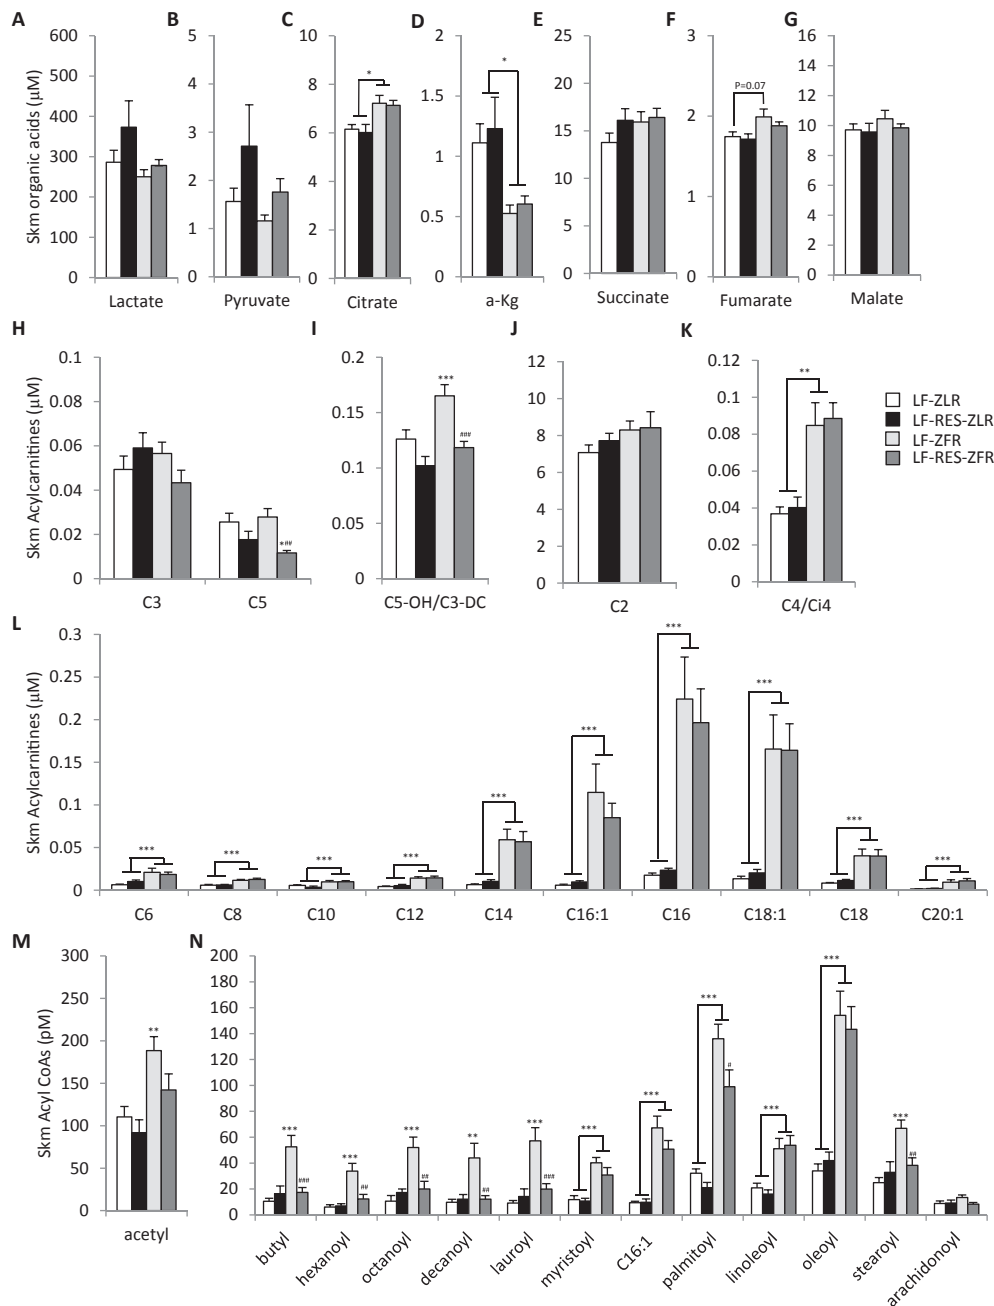 A
B
C
D
E
F
G
Skm organic acids (µM)
600
500
400
300
200
100
0
Lactate
5
4
3
2
1
0
Pyruvate
10
8
6
4
2
0
*
Citrate
2
1.5
1
0.5
0
*
a-Kg
25
20
15
10
5
0
Succinate
3
2
1
0
P=0.07
Fumarate
16
14
12
10
8
6
4
2
0
Malate
H
I
J
K
Skm Acylcarnitines (µM)
0.1
0.08
0.06
0.04
0.02
0
*##
C3
C5
0.2
0.15
0.1
0.05
0
***
###
C5-OH/C3-DC
12
10
8
6
4
2
0
C2
0.12
0.1
0.08
0.06
0.04
0.02
0
**
C4/Ci4
LF-ZLR
LF-RES-ZLR
LF-ZFR
LF-RES-ZFR
L
Skm Acylcarnitines (µM)
0.3
0.25
0.2
0.15
0.1
0.05
0
*** *** *** *** *** *** *** *** *** ***
C6 C8 C10 C12 C14 C16:1 C16 C18:1 C18 C20:1
M
Skm Acyl CoAs (pM)
300
250
200
150
100
50
0
**
acetyl
N
200
180
160
140
120
100
80
60
40
20
0
*** *** *** ** *** *** *** *** *** *** ***
### ## ## ## ### # ##
butyl
hexanoyl
octanoyl
decanoyl
lauroyl
myristoyl
C16:1
palmitoyl
linoleoyl
oleoyl
stearoyl
arachidonoyl